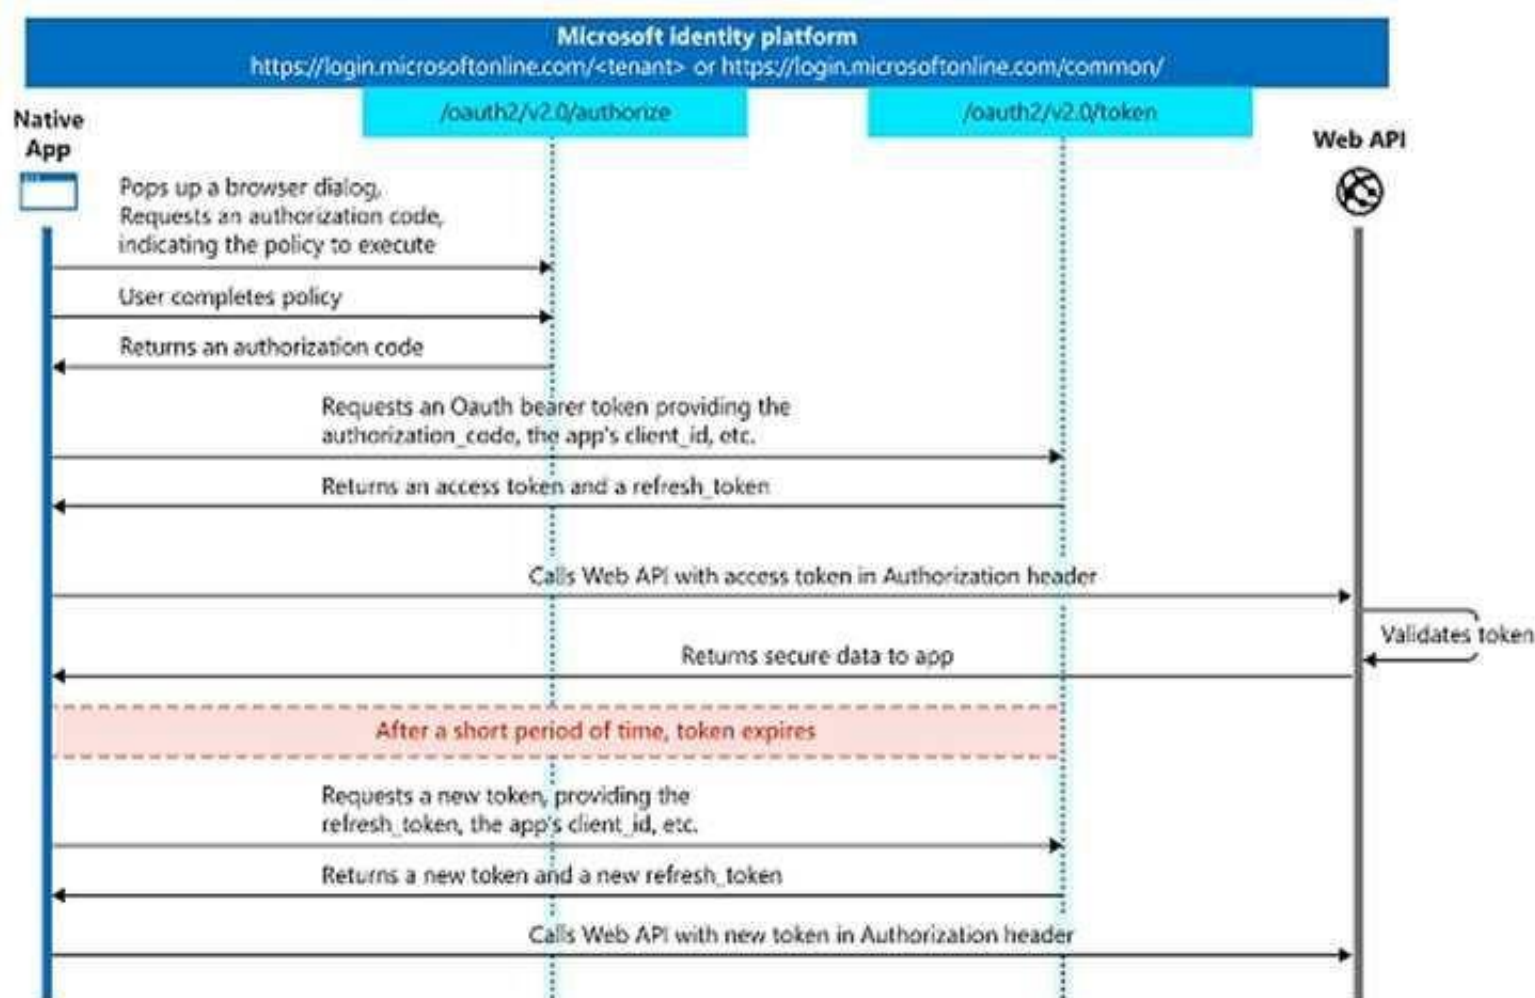 Microsoft identity platform
https://login.microsoftonline.com/<tenant> or https://login.microsoftonline.com/common/
/oauth2/v2.0/authorize
/oauth2/v2.0/token
Native
App
Web API
Pops up a browser dialog,
Requests an authorization code,
indicating the policy to execute
User completes policy
Returns an authorization code
Requests an Oauth bearer token providing the
authorization_code, the app's client_id, etc.
Returns an access token and a refresh_token
Calls Web API with access token in Authorization header
Validates token
Returns secure data to app
After a short period of time, token expires
Requests a new token, providing the
refresh_token, the app's client_id, etc.
Returns a new token and a new refresh_token
Calls Web API with new token in Authorization header